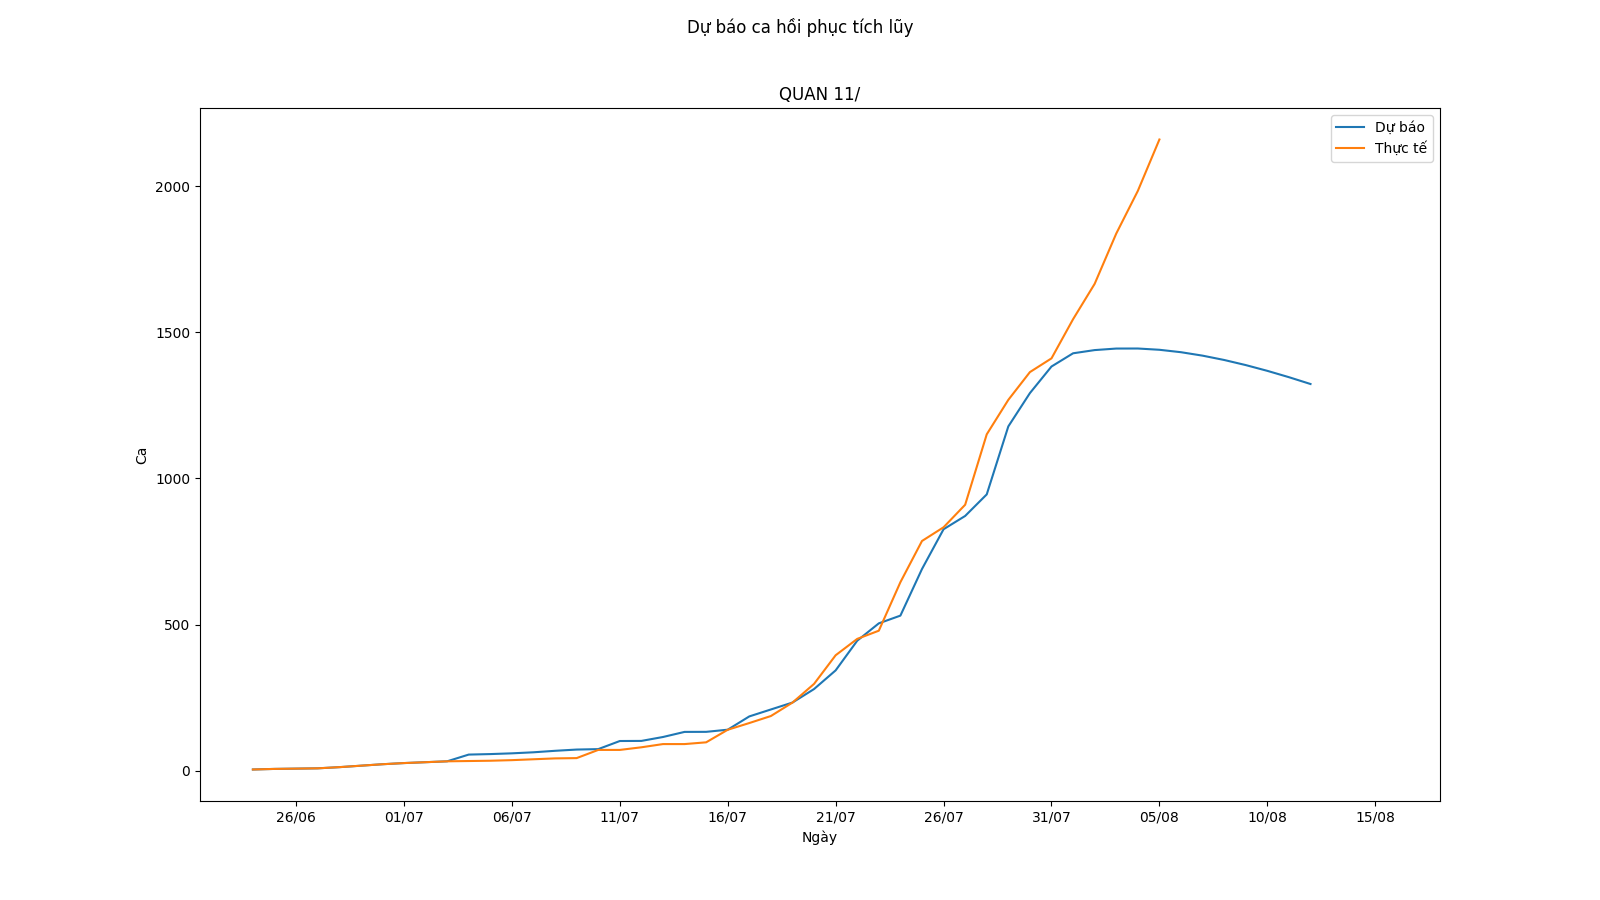 Dự báo ca hồi phục tích lũy
QUAN 11/
Dự báo
Thực tế
Ca
2000
1500
1000
500
0
26/06 01/07 06/07 11/07 16/07 21/07 26/07 31/07 05/08 10/08 15/08
Ngày